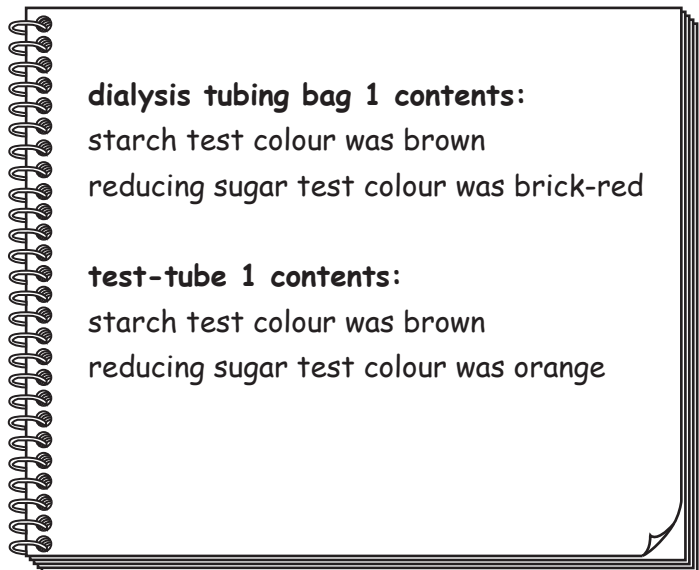 dialysis tubing bag 1 contents:
starch test colour was brown
reducing sugar test colour was brick-red
test-tube 1 contents:
starch test colour was brown
reducing sugar test colour was orange